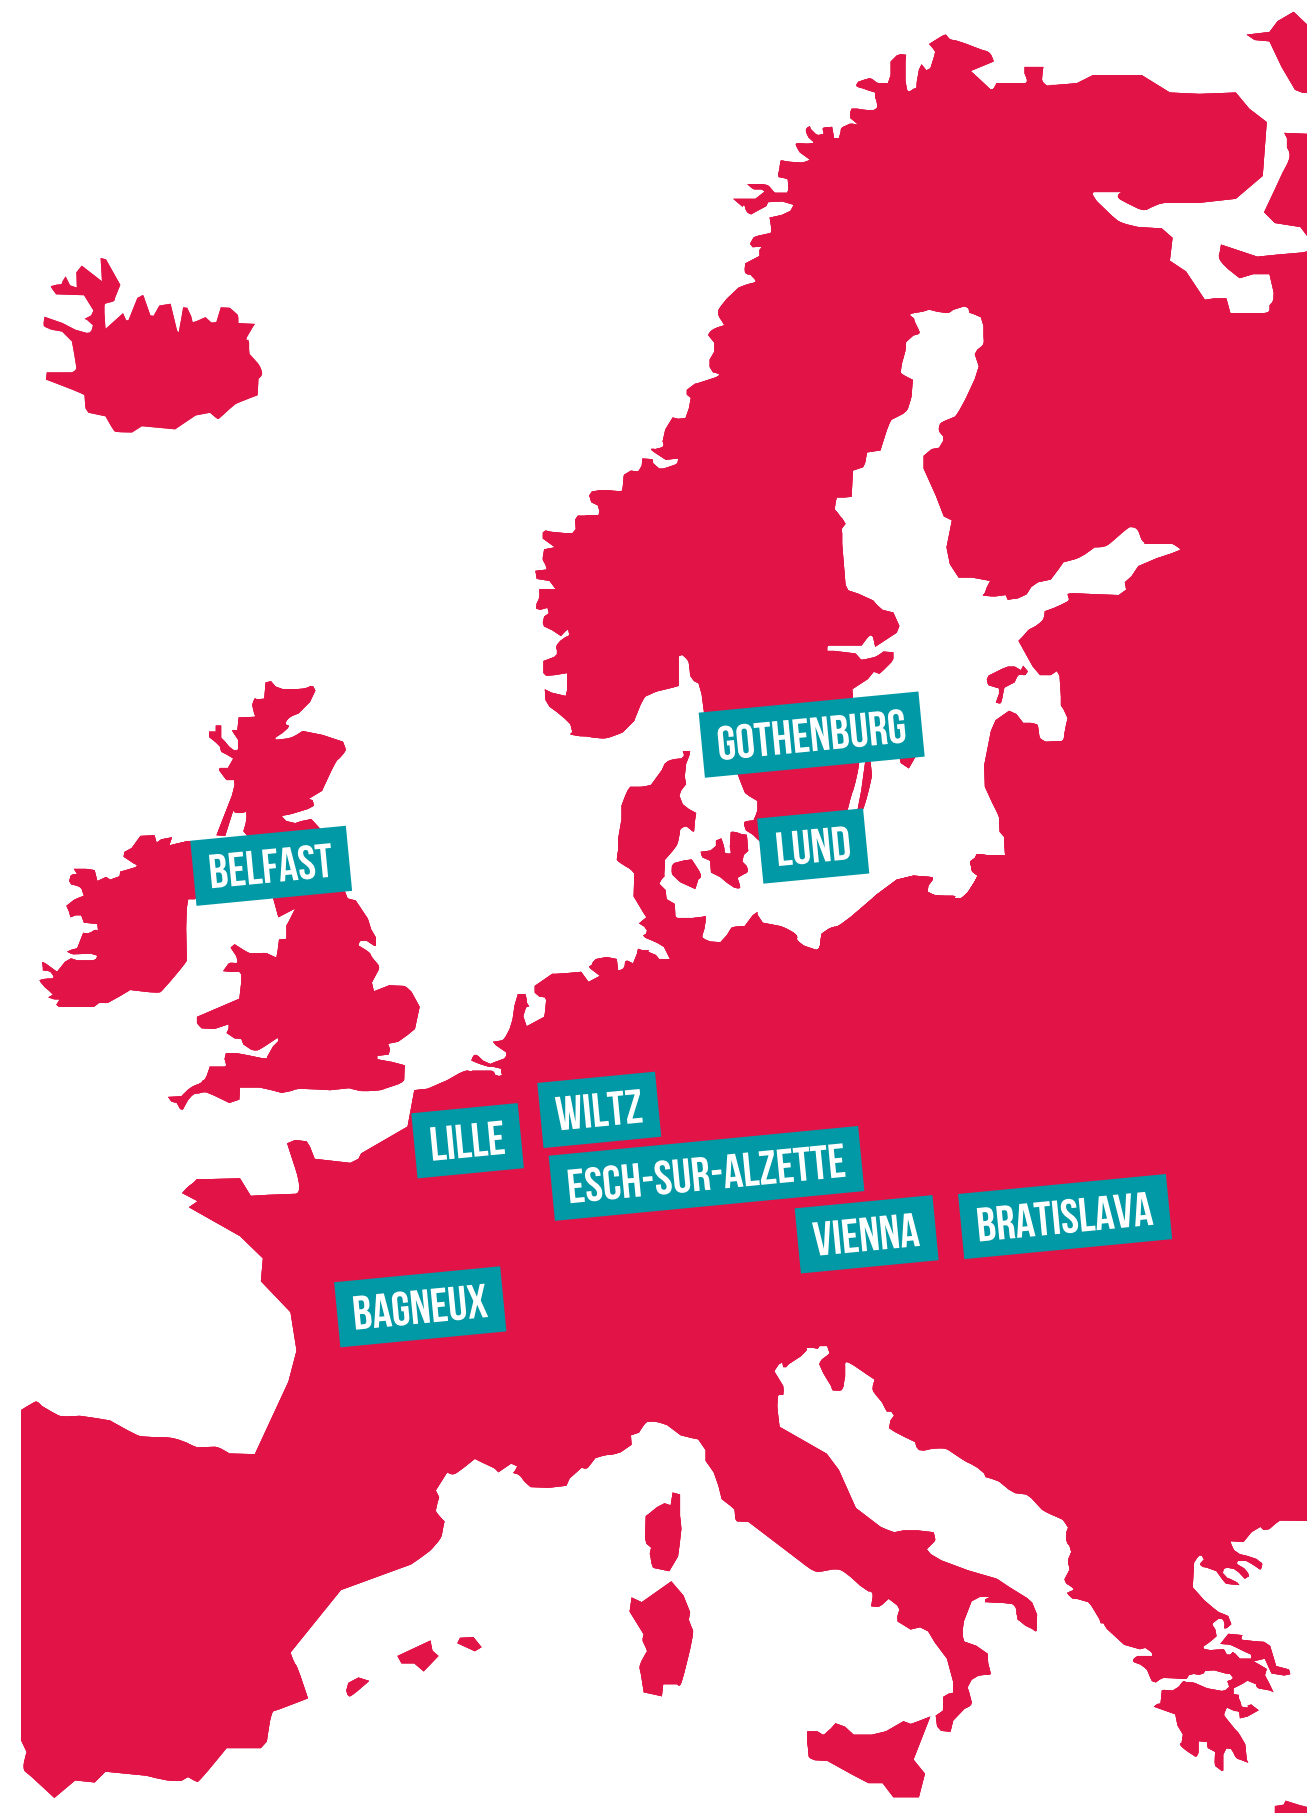 GOTHENBURG
LUND
BELFAST
WILTZ
LILLE
ESCH-SUR-ALZETTE
VIENNA
BRATISLAVA
BAGNEUX